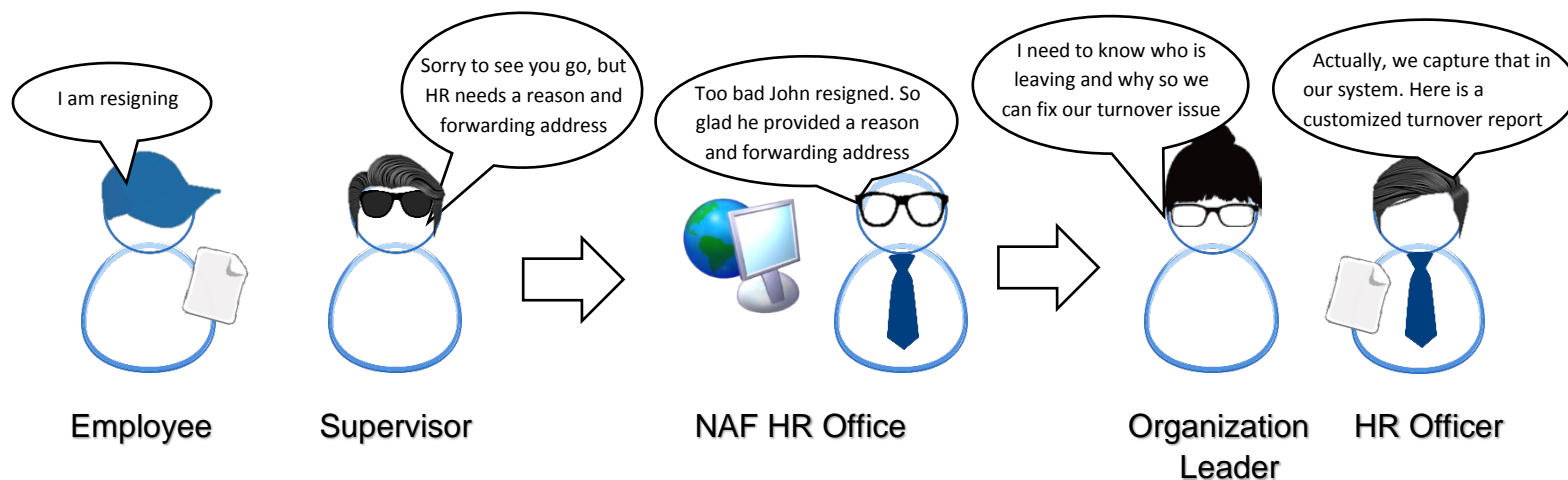 I am resigning
Sorry to see you go, but
HR needs a reason and
forwarding address
Too bad John resigned. So
glad he provided a reason
and forwarding address
I need to know who is
leaving and why so we
can fix our turnover issue
Actually, we capture that in
our system. Here is a
customized turnover report
Employee
Supervisor
NAF HR Office
Organization
Leader
HR Officer